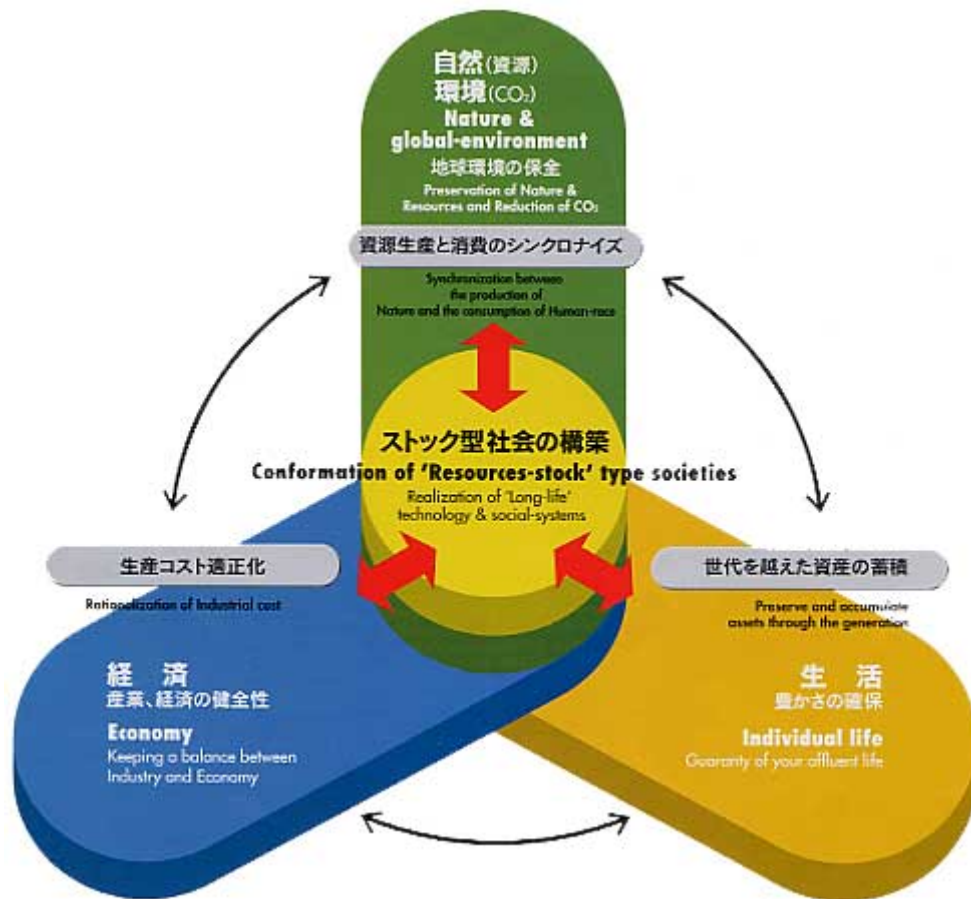 自然(資源)
環境(CO₂)
Nature &
global-environment
地球環境の保全
Preservation of Nature &
Resources and Reduction of CO₂
資源生産と消費のシンクロナイズ
Synchronization between
the production of
Nature and the consumption of Human-race
ストック型社会の構築
Conformation of 'Resources-stock' type societies
Realization of 'Long-life'
technology & social-systems
生産コスト適正化
Rationalization of Industrial cost
経 済
産業、経済の健全性
Economy
Keeping a balance between
Industry and Economy
世代を越えた資産の蓄積
Preserve and accumulate
assets through the generation
生 活
豊かさの確保
Individual life
Guaranty of your affluent life